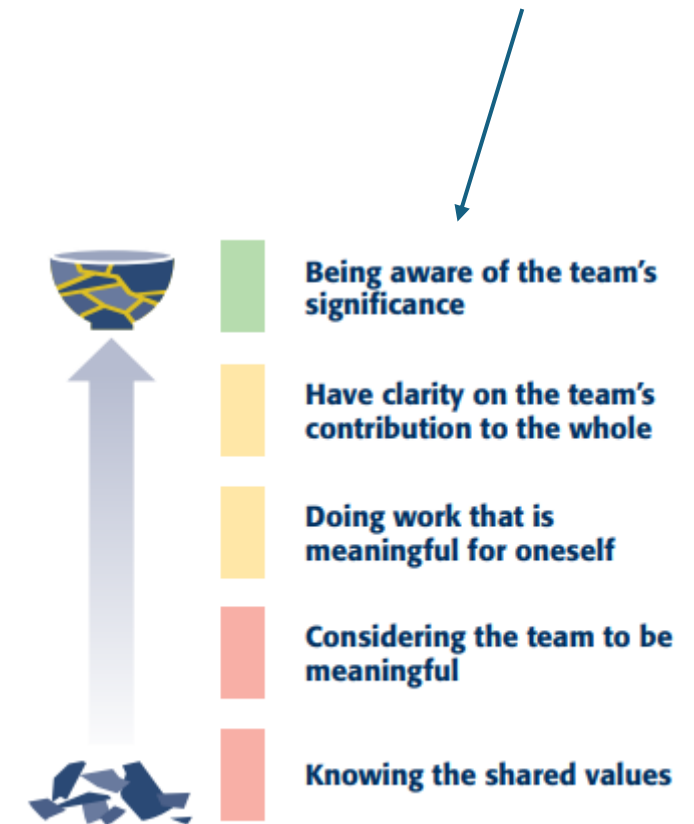 Being aware of the team’s
significance
Have clarity on the team’s
contribution to the whole
Doing work that is
meaningful for oneself
Considering the team to be
meaningful
Knowing the shared values